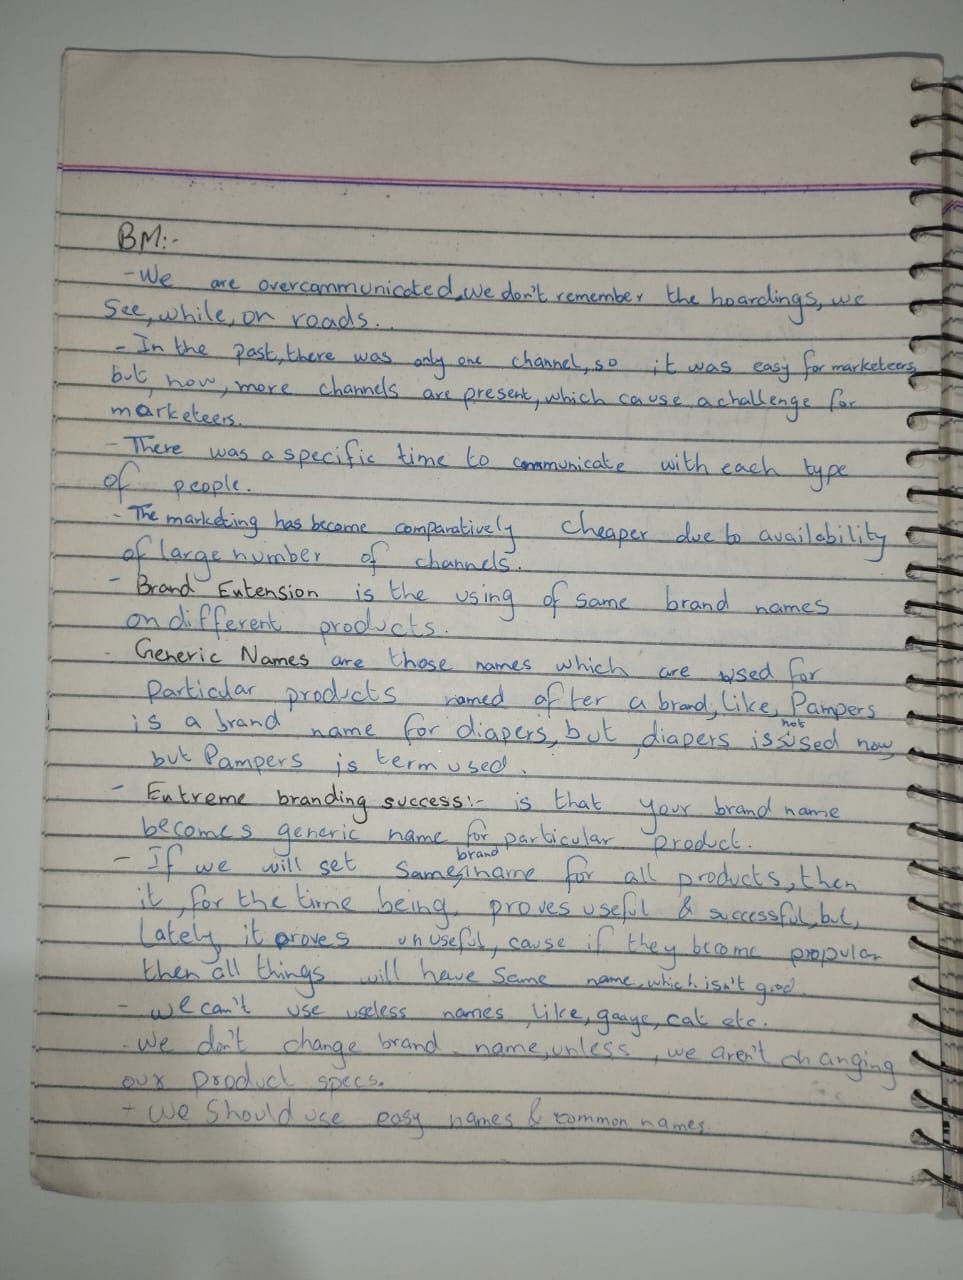 BM:-
- We are overcommunicated, we don't remember the hoardings, we
See, while, on roads...
- In the past, there was only one channel, so it was easy for marketeers,
but, now, more channels are present, which cause a challenge for
marketeers.
- There was a specific time to communicate with each type
of people.
- The marketing has become comparatively cheaper due to availability
of large number of channels.
- Brand Extension is the using of same brand names
on different products.
- Generic Names are those names which are used for
particular products named after a brand, like, Pampers
is a brand name for diapers, but, diapers is not used now,
but Pampers is term used.
- Extreme branding success:- is that your brand name
becomes generic name for particular product.
- If we will set same brand name for all products, then
it, for the time being, proves useful & successful, but,
Lately it proves unuseful, cause if they become propular
then all things will have same name, which isn't good.
- we can't use useless names, like, gaaye, cat etc.
- We don't change brand name, unless, we aren't changing
our product specs.
- we should use easy names & common names.